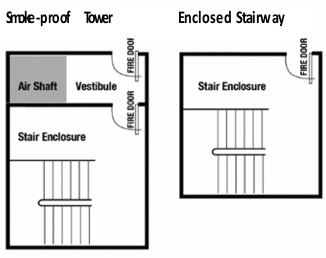 Smoke-proof Tower
Enclosed Stairway
FIRE DOOR
FIRE DOOR
Air Shaft
Vestibule
Stair Enclosure
FIRE DOOR
Stair Enclosure